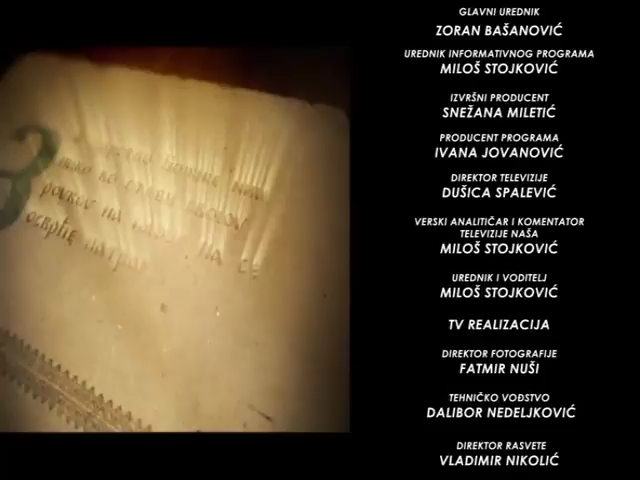 GLAVNI UREDNIK
ZORAN BAŠANOVIĆ
UREDNIK INFORMATIVNOG PROGRAMA
MILOŠ STOJKOVIĆ
IZVRŠNI PRODUCENT
SNEŽANA MILETIĆ
PRODUCENT PROGRAMA
IVANA JOVANOVIĆ
DIREKTOR TELEVIZIJE
DUŠICA SPALEVIĆ
VERSKI ANALITIČAR I KOMENTATOR
TELEVIZIJE NAŠA
MILOŠ STOJKOVIĆ
UREDNIK I VODITELJ
MILOŠ STOJKOVIĆ
TV REALIZACIJA
DIREKTOR FOTOGRAFIJE
FATMIR NUŠI
TEHNIČKO VOĐSTVO
DALIBOR NEDELJKOVIĆ
DIREKTOR RASVETE
VLADIMIR NIKOLIĆ